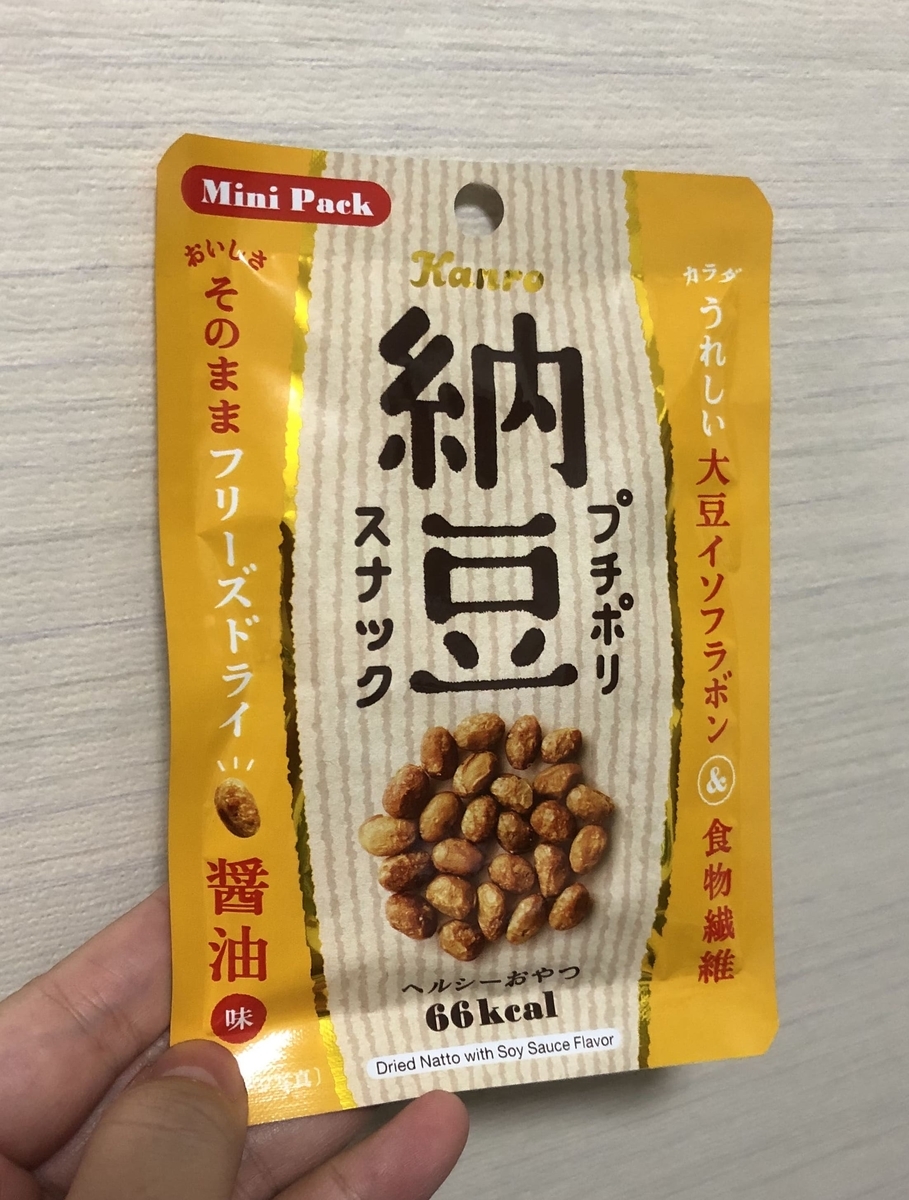 Mini Pack
Kanro
納豆
プチポリ
スナック
おいしさ
そのままフリーズドライ
醤油
味
カラダ
うれしい大豆イソフラボン&食物繊維
ヘルシーおやつ
66kcal
Dried Natto with Soy Sauce Flavor